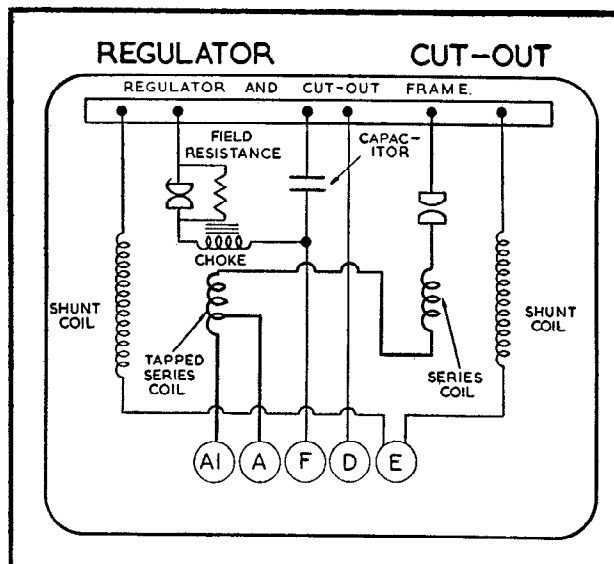 REGULATOR CUT-OUT
REGULATOR AND CUT-OUT FRAME.
FIELD
RESISTANCE
CAPAC-
ITOR
CHOKE
SHUNT
COIL
TAPPED
SERIES
COIL
SERIES
COIL
SHUNT
COIL
A1 A F D E